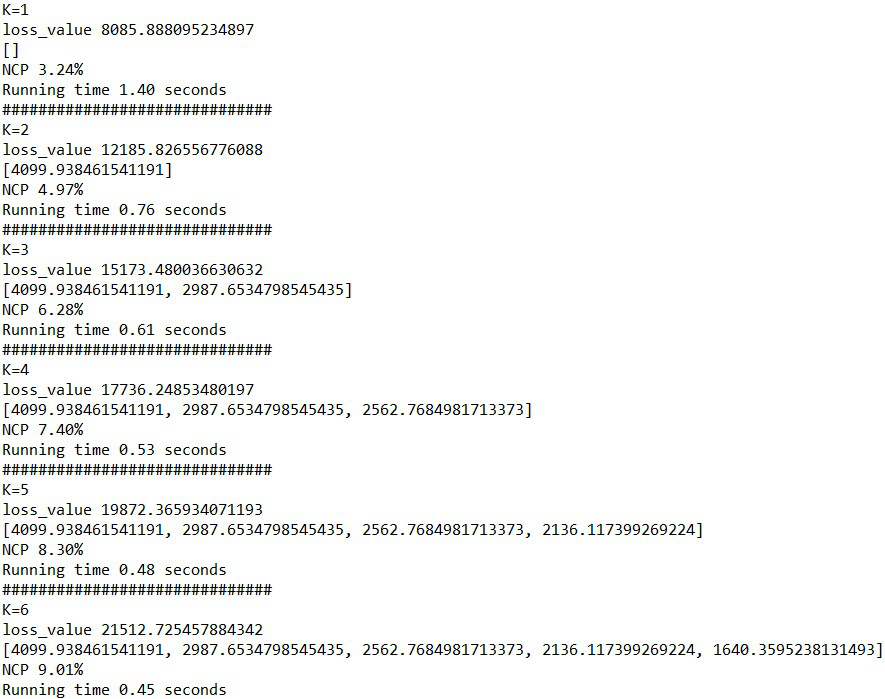 K=1
loss_value 8085.888095234897
[]
NCP 3.24%
Running time 1.40 seconds
##############################
K=2
loss_value 12185.826556776088
[4099.938461541191]
NCP 4.97%
Running time 0.76 seconds
##############################
K=3
loss_value 15173.480036630632
[4099.938461541191, 2987.6534798545435]
NCP 6.28%
Running time 0.61 seconds
##############################
K=4
loss_value 17736.24853480197
[4099.938461541191, 2987.6534798545435, 2562.7684981713373]
NCP 7.40%
Running time 0.53 seconds
##############################
K=5
loss_value 19872.365934071193
[4099.938461541191, 2987.6534798545435, 2562.7684981713373, 2136.117399269224]
NCP 8.30%
Running time 0.48 seconds
##############################
K=6
loss_value 21512.725457884342
[4099.938461541191, 2987.6534798545435, 2562.7684981713373, 2136.117399269224, 1640.3595238131493]
NCP 9.01%
Running time 0.45 seconds